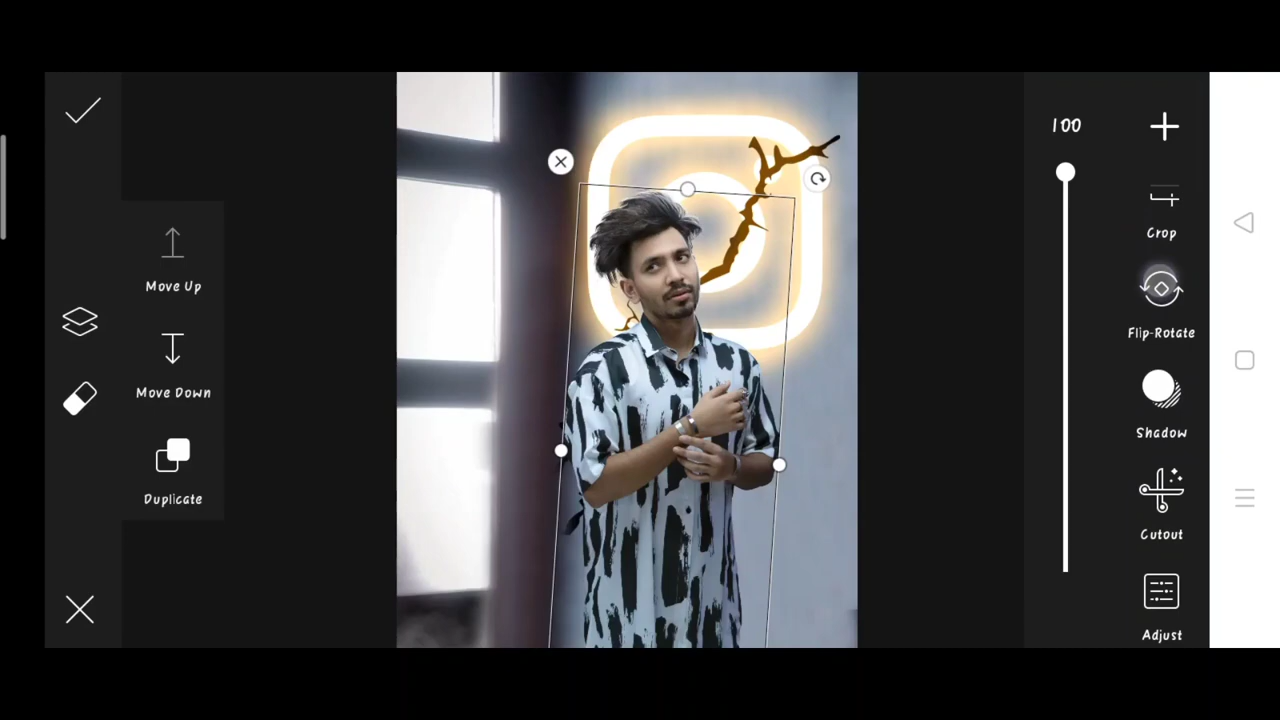 Move Up
Move Down
Duplicate
100
Crop
Flip-Rotate
Shadow
Cutout
Adjust